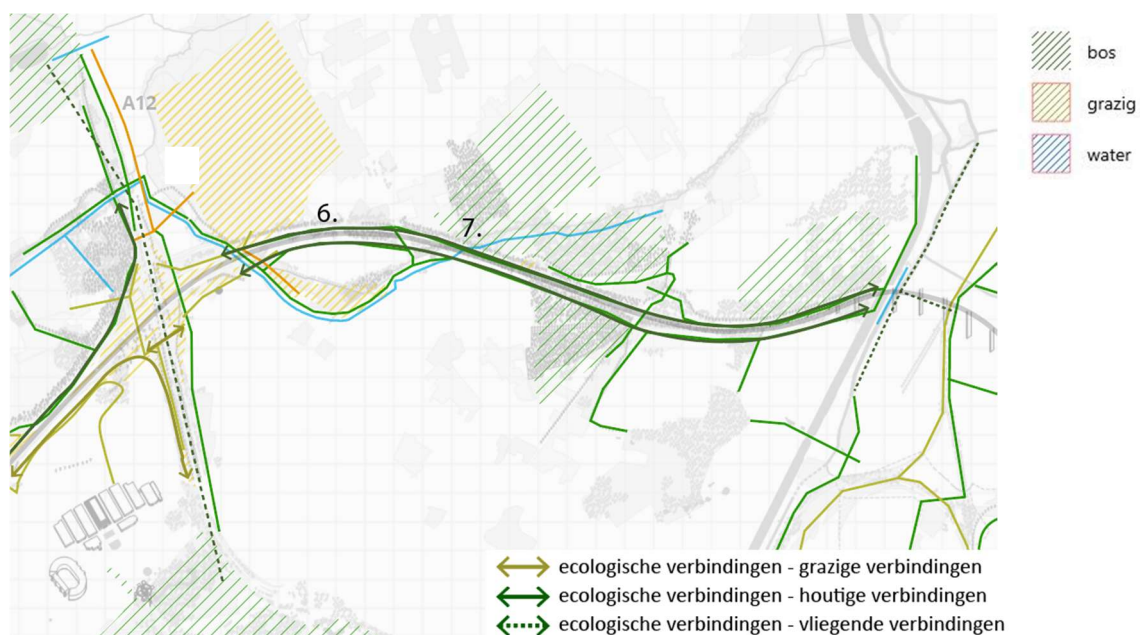 bos
A12
grazig
water
6.
7.
ecologische verbindingen - grazige verbindingen
ecologische verbindingen - houtige verbindingen
ecologische verbindingen - vliegende verbindingen